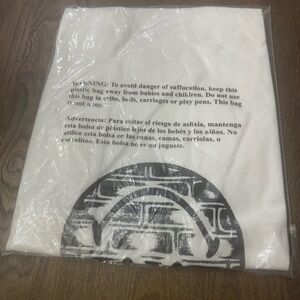 WARNING: To avoid danger of suffocation, keep this
plastic bag away from babies and children. Do not use
this bag in cribs, beds, carriages or play pens. This bag
is not a toy.
Advertencia: Para evitar el riesgo de asfixia, mantenga
esta bolsa de plástico lejos de los bebés y los niños. No
utilice esta bolsa en las cunas, camas, carriolas, o
corralitos. Esta bolsa no es un juguete.